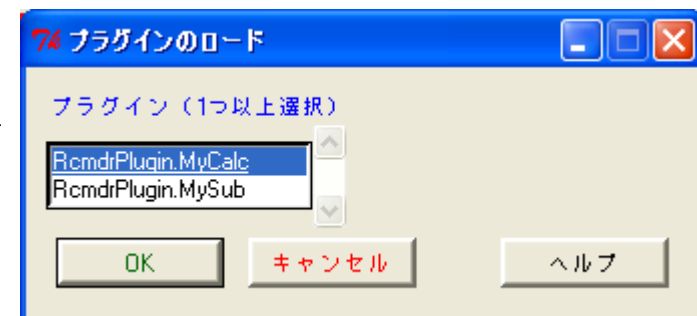 プラグインのロード
プラグイン（1つ以上選択）
RcmdrPlugin.MyCalc
RcmdrPlugin.MySub
OK キャンセル ヘルプ